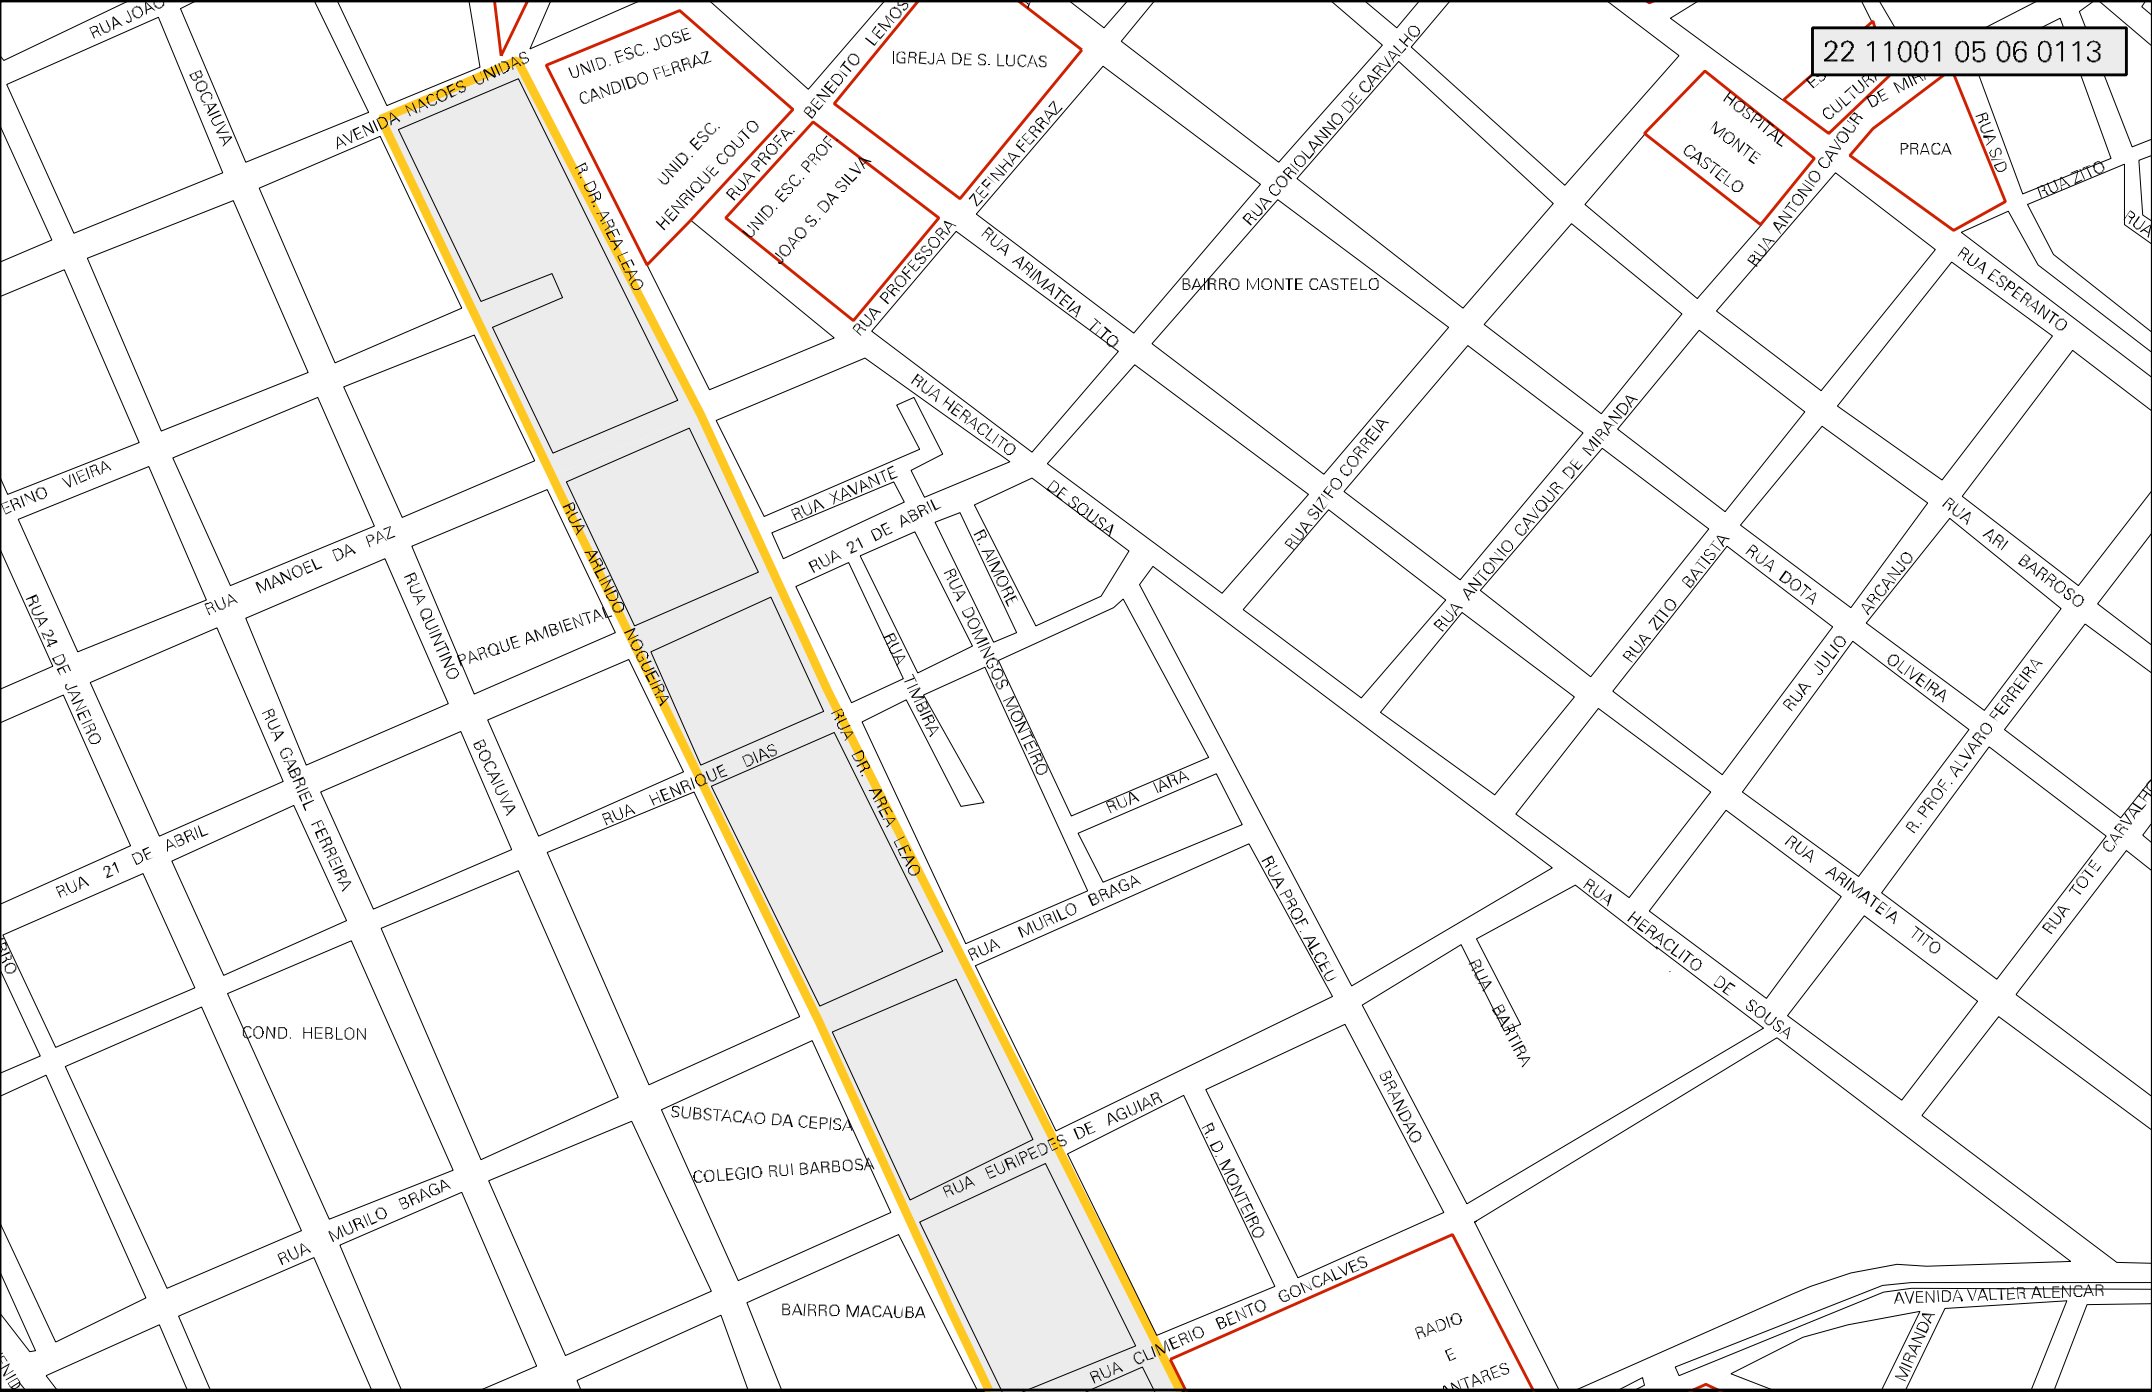 22 11001 05 06 0113
RUA JOAO
BOCAIUVA
AVENIDA NACOES UNIDAS
UNID. ESC. JOSE
CANDIDO FERRAZ
UNID. ESC.
HENRIQUE COUTO
RUA PROFA. BENEDITO LEMOS
IGREJA DE S. LUCAS
UNID. ESC. PROF
JOAO S. DA SILVA
RUA PROFESSORA ZEFINHA FERRAZ
RUA CORIOLANNO DE CARVALHO
HOSPITAL
MONTE
CASTELO
CULTURA
RUA ANTONIO CAVOUR DE
PRACA
RUA S/D
RUA ZITO
RUA
RUA ESPERANTO
R. DR. AREA LEAO
RUA ARIMATEIA TITO
BAIRRO MONTE CASTELO
RUA HERACLITO DE SOUSA
RUA SIZIFO CORREIA
RUA ANTONIO CAVOUR DE MIRANDA
RUA XAVANTE
RUA 21 DE ABRIL
R. AIMORE
RUA DOMINGOS MONTEIRO
RUA TIMBIRA
ERINO VIEIRA
RUA MANOEL DA PAZ
RUA ARLINDO NOGUEIRA
RUA QUINTINO BOCAIUVA
PARQUE AMBIENTAL
RUA 24 DE JANEIRO
RUA GABRIEL FERREIRA
RUA ZITO BATISTA
RUA DOTA OLIVEIRA
RUA JULIO ARCANJO
RUA ARI BARROSO
R. PROF. ALVARO FERREIRA
RUA TOTE CARVALHO
RUA HENRIQUE DIAS
RUA DR. AREA LEAO
RUA IARA
RUA 21 DE ABRIL
RUA MURILO BRAGA
RUA PROF. ALCEU BRANDAO
RUA ARIMATEIA TITO
RUA HERACLITO DE SOUSA
RUA BARTIRA
COND. HEBLON
SUBSTACAO DA CEPISA
COLEGIO RUI BARBOSA
RUA EURIPEDES DE AGUIAR
R. D. MONTEIRO
RUA MURILO BRAGA
BAIRRO MACAUBA
RUA CLIMERIO BENTO GONCALVES
RADIO
E
ANTARES
AVENIDA VALTER ALENCAR
MIRANDA